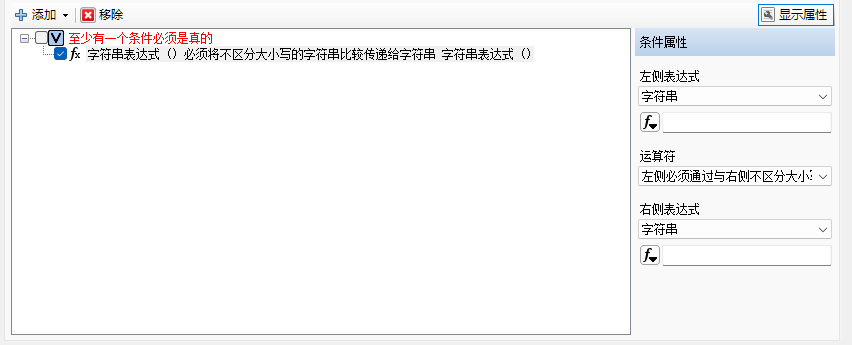 添加 移除 显示属性
至少有一个条件必须是真的
fx 字符串表达式 () 必须将不区分大小写的字符串比较传递给字符串 字符串表达式 ()
条件属性
左侧表达式
字符串
f
运算符
左侧必须通过与右侧不区分大小
右侧表达式
字符串
f